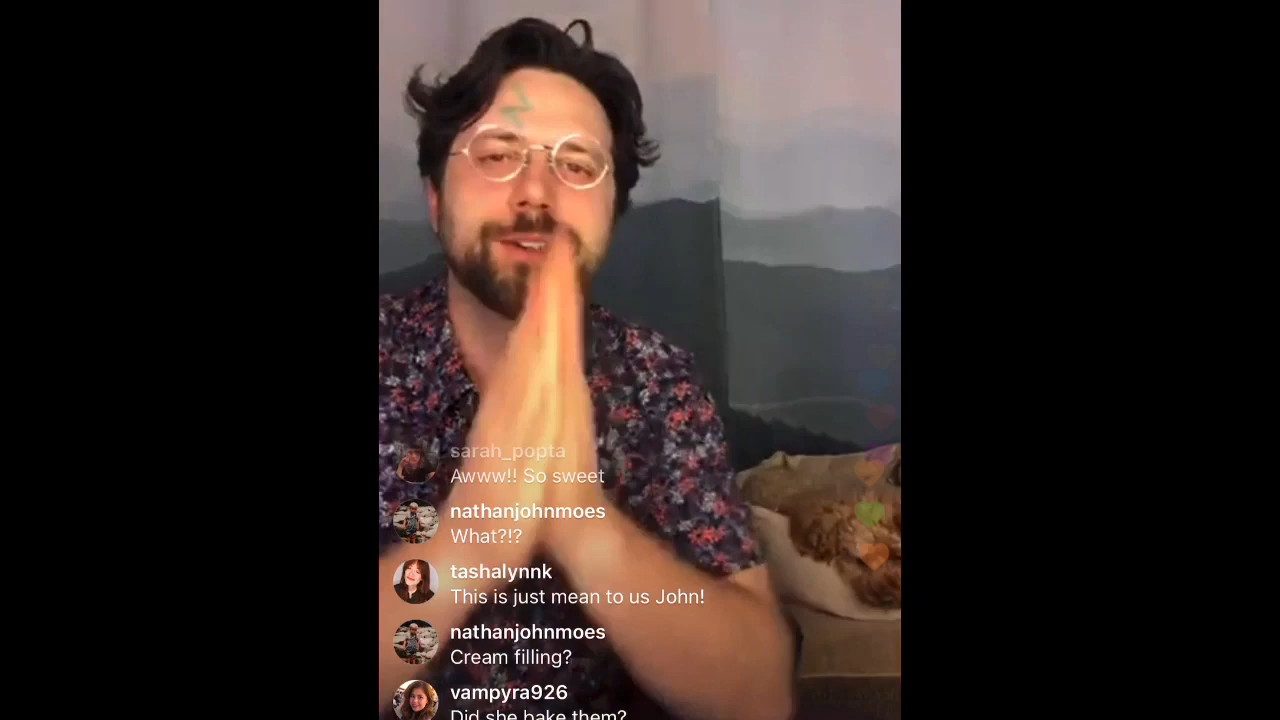 sarah_popta
Awww!! So sweet
nathanjohnmoes
What?!?
tashalynnk
This is just mean to us John!
nathanjohnmoes
Cream filling?
vampyra926
Did she bake them?